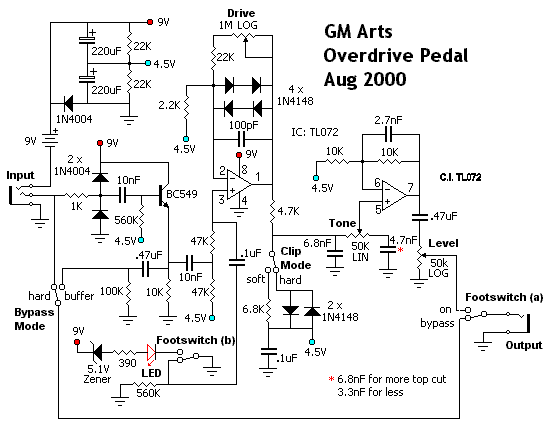 GM Arts
Overdrive Pedal
Aug 2000
Drive
1M LOG
9V
220uF
22K
4.5V
220uF
22K
1N4004
9V
22K
4 x
1N4148
2.2K
4.5V
100pF
9V
IC: TL072
2
8
1
3
4
2.7nF
10K
10K
4.5V
6
7
5
C.I. TL072
Input
2 x
1N4004
9V
10nF
BC549
1K
560K
4.5V
.47uF
10nF
47K
47K
4.5V
.1uF
100K
10K
hard
buffer
Bypass
Mode
4.7K
Tone
50K
LIN
6.8nF
4.7nF
*
.47uF
Level
50k
LOG
Clip
Mode
soft
hard
6.8K
2 x
1N4148
.1uF
4.5V
on
bypass
Footswitch (a)
Output
9V
5.1V
Zener
390
LED
Footswitch (b)
560K
* 6.8nF for more top cut
3.3nF for less